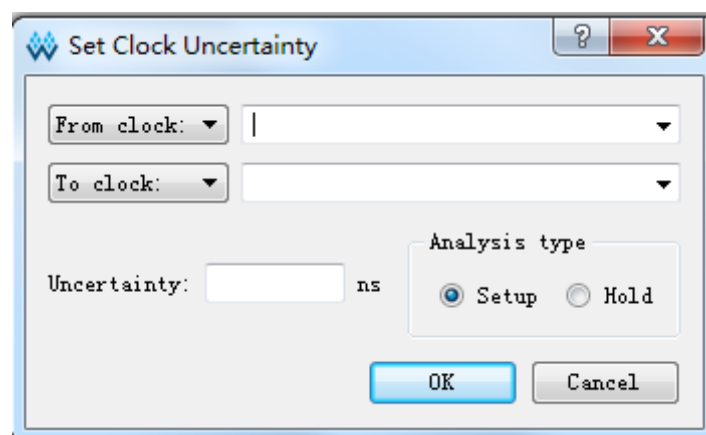 Set Clock Uncertainty
From clock:
To clock:
Analysis type
Uncertainty: ns
Setup Hold
OK Cancel